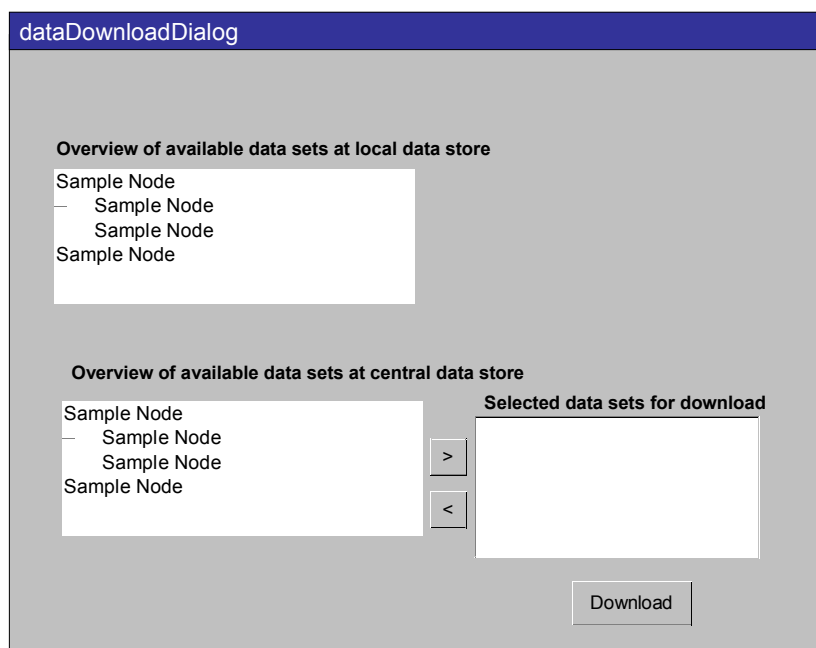 dataDownloadDialog
Overview of available data sets at local data store
Sample Node
Sample Node
Sample Node
Sample Node
Overview of available data sets at central data store
Selected data sets for download
Sample Node
Sample Node
Sample Node
Sample Node
>
<
Download